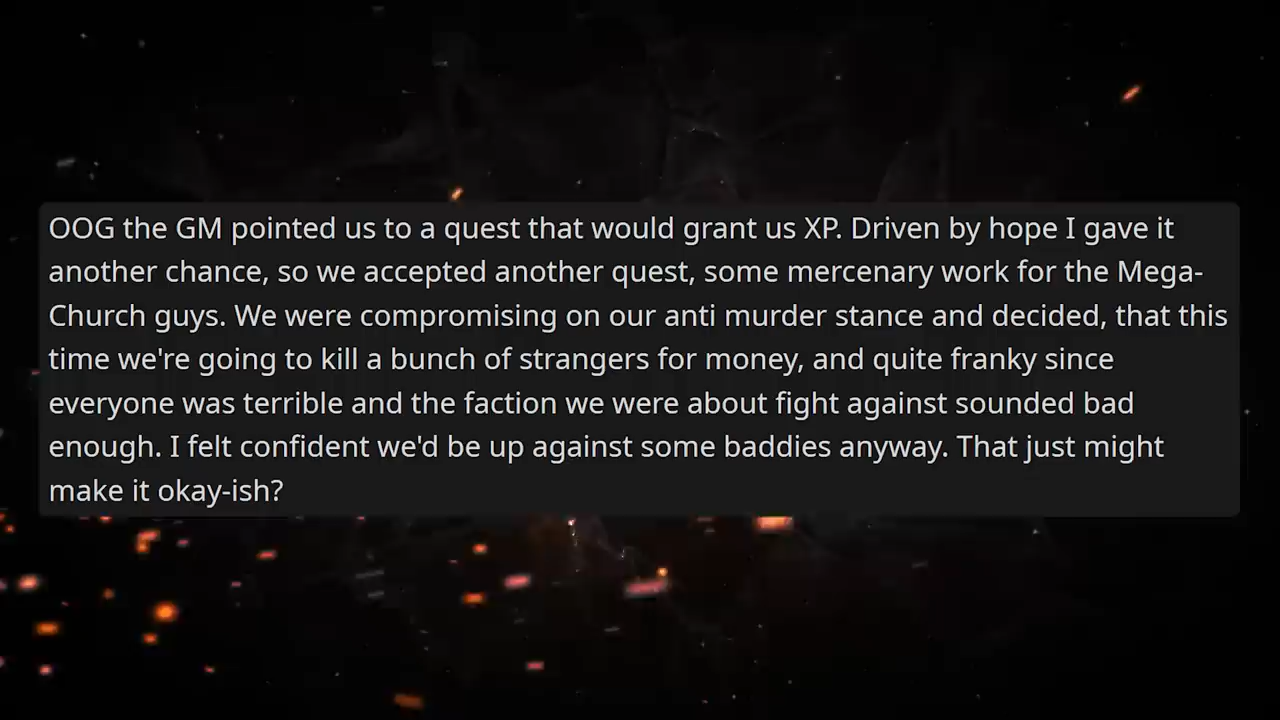 OOG the GM pointed us to a quest that would grant us XP. Driven by hope I gave it
another chance, so we accepted another quest, some mercenary work for the Mega-
Church guys. We were compromising on our anti murder stance and decided, that this
time we're going to kill a bunch of strangers for money, and quite franky since
everyone was terrible and the faction we were about fight against sounded bad
enough. I felt confident we'd be up against some baddies anyway. That just might
make it okay-ish?